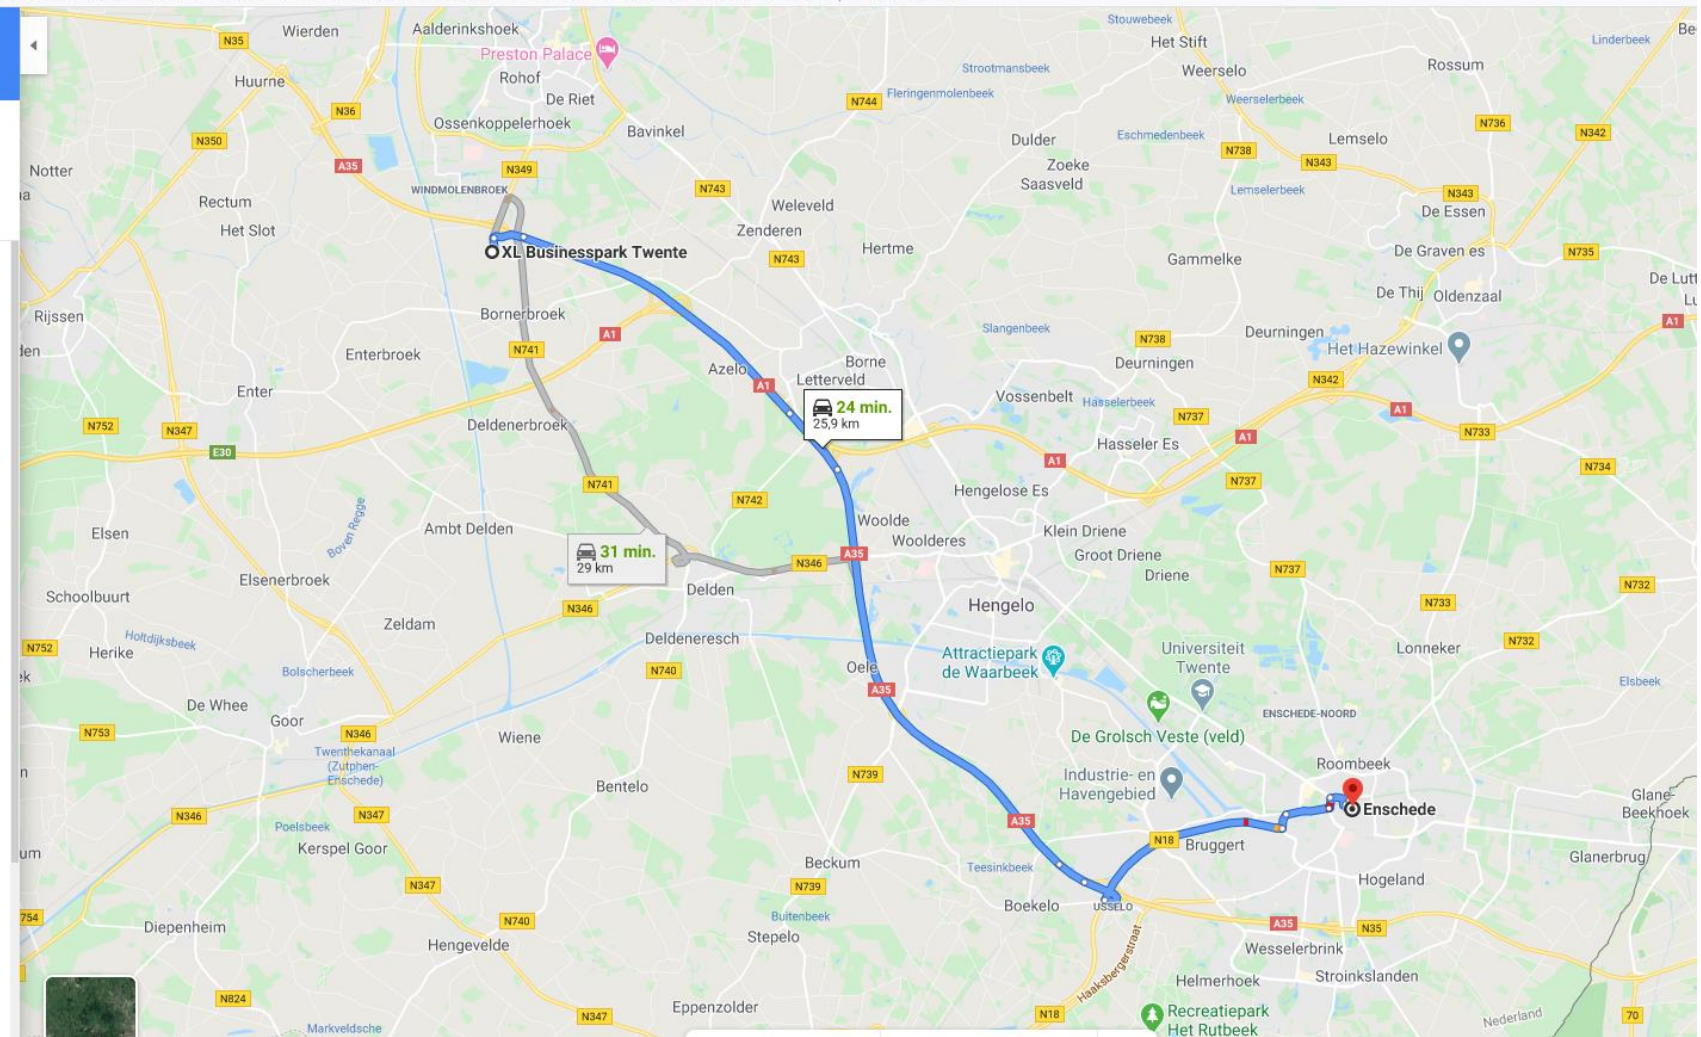 Wierden
Aalderinkshoek
Stouwebeek
N35
Preston Palace
Het Stift
Linderbeek
Rohof
Strootmansbeek
Weerselo
Rossum
Huurne
De Riet
N744
Fleringenmolenbeek
Weerselerbeek
N36
Ossenkoppelerhoek
Bavinkel
N736
N342
N350
Dulder
Eschmedenbeek
Lemselo
N738
N343
A35
N349
Zoeke
Saasveld
Notter
WINDMOLENBROEK
N743
Lemselerbeek
N343
Rectum
Weleveld
De Essen
Het Slot
Zenderen
XL Businesspark Twente
N743
Hertme
Gammelke
De Graven es
N735
De Thij
Oldenzaal
Rijssen
Bornerbroek
A1
Slangenbeek
Deurningen
A1
N738
Het Hazewinkel
Enterbroek
N741
Borne
Deurningen
Azelo
Letterveld
N342
Enter
A1
Vossenbelt
Hasselerbeek
24 min.
25,9 km
N737
A1
N752
N347
Deldenerbroek
A1
N733
E30
Hasseler Es
A1
N734
N741
N737
N742
Hengelose Es
Elsen
Boven Regge
Ambt Delden
Woolde
Klein Driene
31 min.
29 km
Woolderes
A35
Groot Driene
N346
N737
Elsenerbroek
Delden
Driene
N732
Schoolbuurt
N346
Hengelo
N733
Zeldam
Holtdijksbeek
Deldeneresch
N732
N752
Herike
Attractiepark
de Waarbeek
Universiteit
Twente
Lonneker
Bolscherbeek
N740
Oele
Elsbeek
A35
De Whee
ENSCHEDE-NOORD
Goor
N753
N346
Wiene
De Grolsch Veste (veld)
Twenthekanaal
(Zutphen-
Enschede)
Roombeek
N739
Industrie- en
Havengebied
Bentelo
Glane-
Beekhoek
N346
N347
Enschede
Poelsbeek
A35
N18
Bruggert
Kerspel Goor
Beckum
Teesinkbeek
Glanerbrug
N347
N739
Hogeland
Boekelo
USSELO
754
N740
Buitenbeek
A35
N35
Diepenheim
Stepelo
Hengevelde
Haaksbergerstraat
Wesselerbrink
Helmerhoek
Stroinkslanden
N824
Eppenzolder
N347
N18
Recreatiepark
Het Rutbeek
Nederland
70
Markveldsche